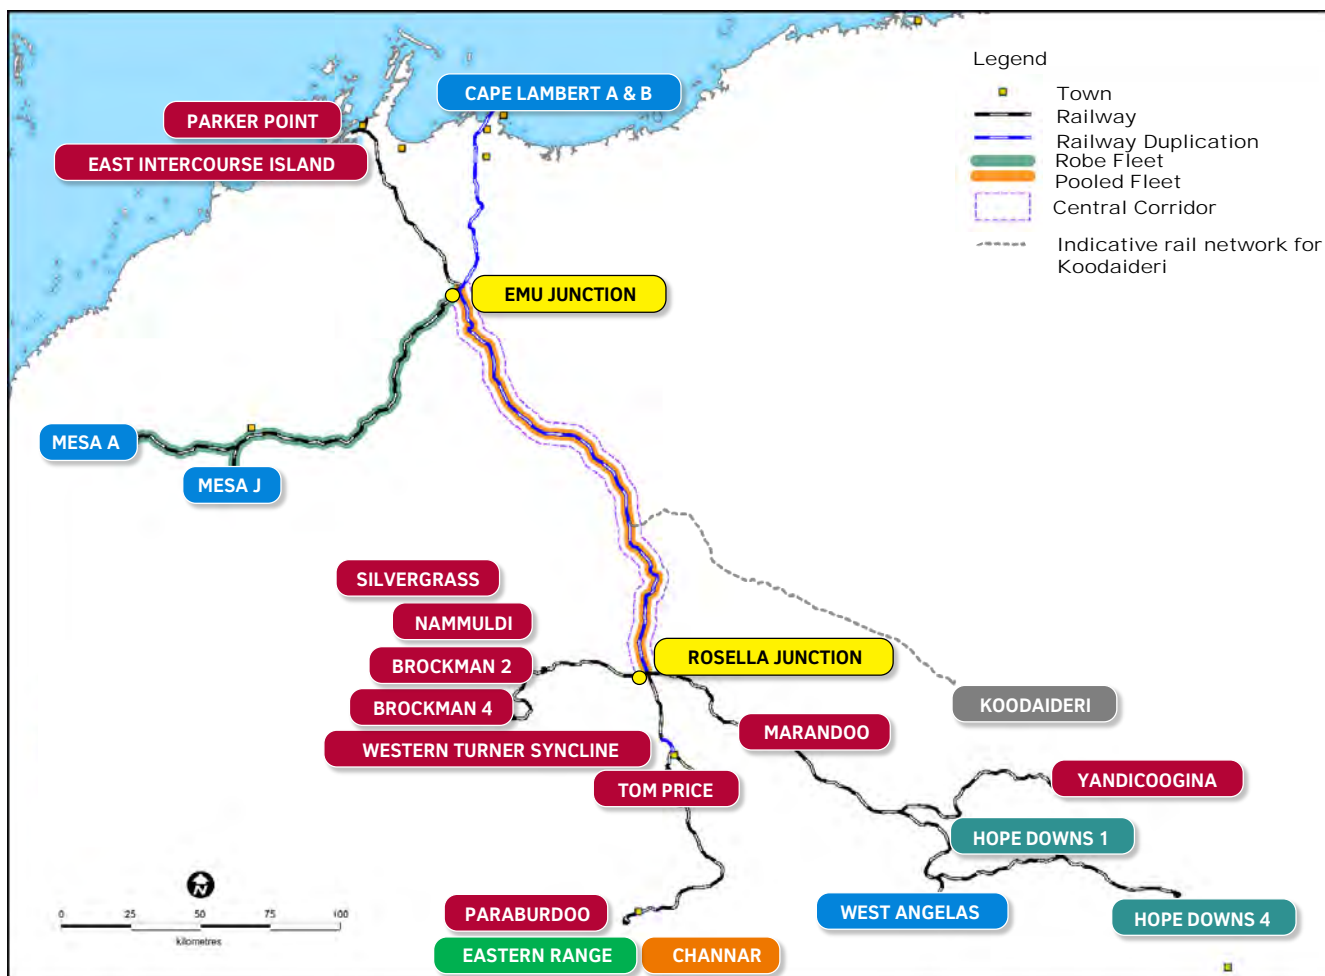 Legend
Town
Railway
Railway Duplication
Robe Fleet
Pooled Fleet
Central Corridor
Indicative rail network for
Koodaideri
CAPE LAMBERT A & B
PARKER POINT
EAST INTERCOURSE ISLAND
EMU JUNCTION
MESA A
MESA J
SILVERGRASS
NAMMULDI
BROCKMAN 2
ROSELLA JUNCTION
BROCKMAN 4
KOODAIDERI
WESTERN TURNER SYNCLINE
MARANDOO
TOM PRICE
YANDICOOGINA
HOPE DOWNS 1
N
0 25 50 75 100
kilometres
PARABURDOO
WEST ANGELAS
HOPE DOWNS 4
EASTERN RANGE
CHANNAR